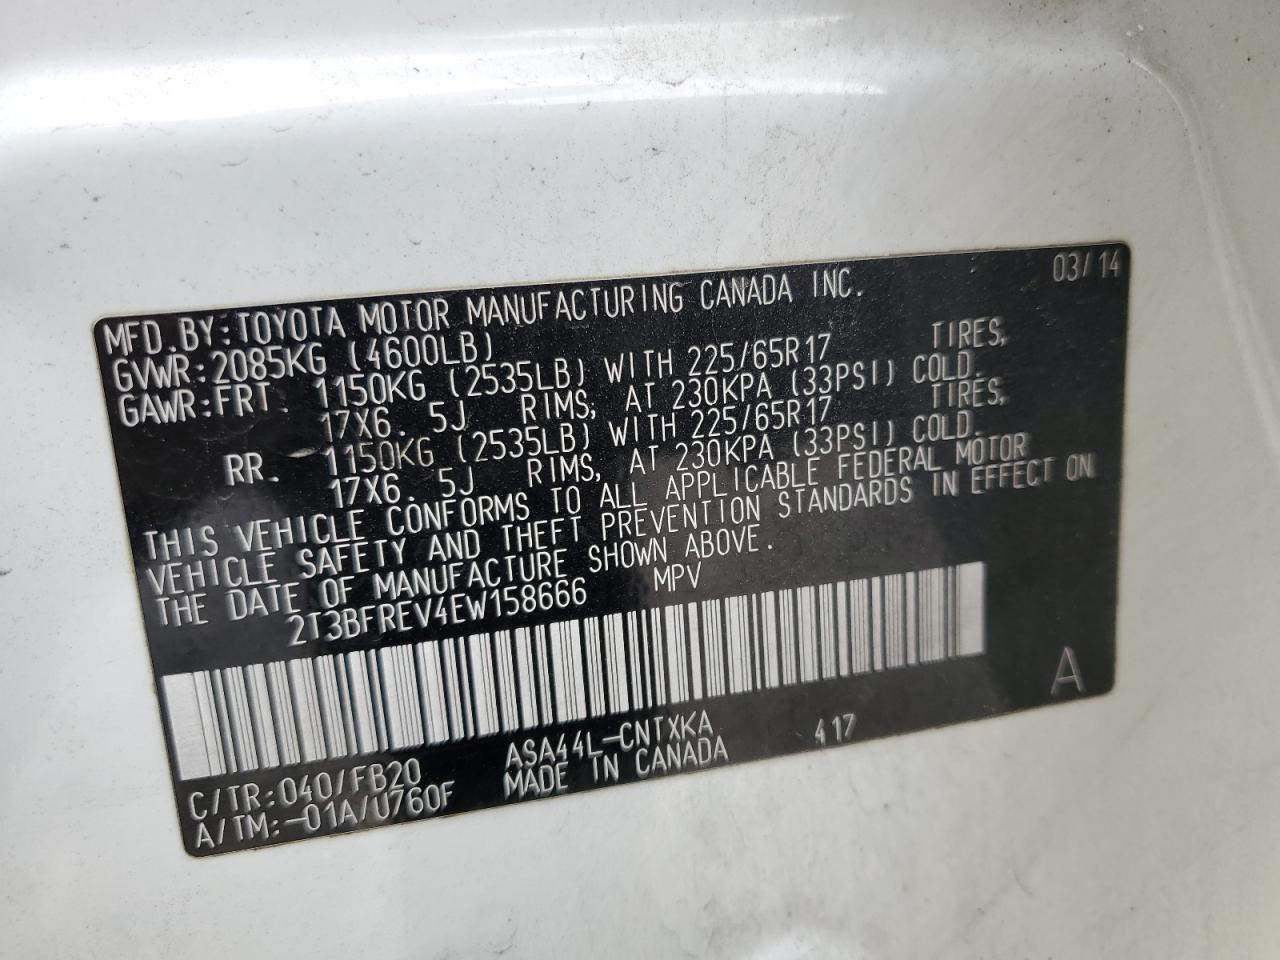 03/14
MFD.BY:TOYOTA MOTOR MANUFACTURING CANADA INC.
GVWR:2085KG (4600LB)
GAWR:FRT. 1150KG (2535LB) WITH 225/65R17 TIRES,
17X6.5J RIMS, AT 230KPA (33PSI) COLD.
RR. 1150KG (2535LB) WITH 225/65R17 TIRES,
17X6.5J RIMS, AT 230KPA (33PSI) COLD.
THIS VEHICLE CONFORMS TO ALL APPLICABLE FEDERAL MOTOR
VEHICLE SAFETY AND THEFT PREVENTION STANDARDS IN EFFECT ON
THE DATE OF MANUFACTURE SHOWN ABOVE.
2T3BFREV4EW158666 MPV
A
C/TR:040/FB20 ASA44L-CNTXKA 417
A/TM:-01A/U760F MADE IN CANADA